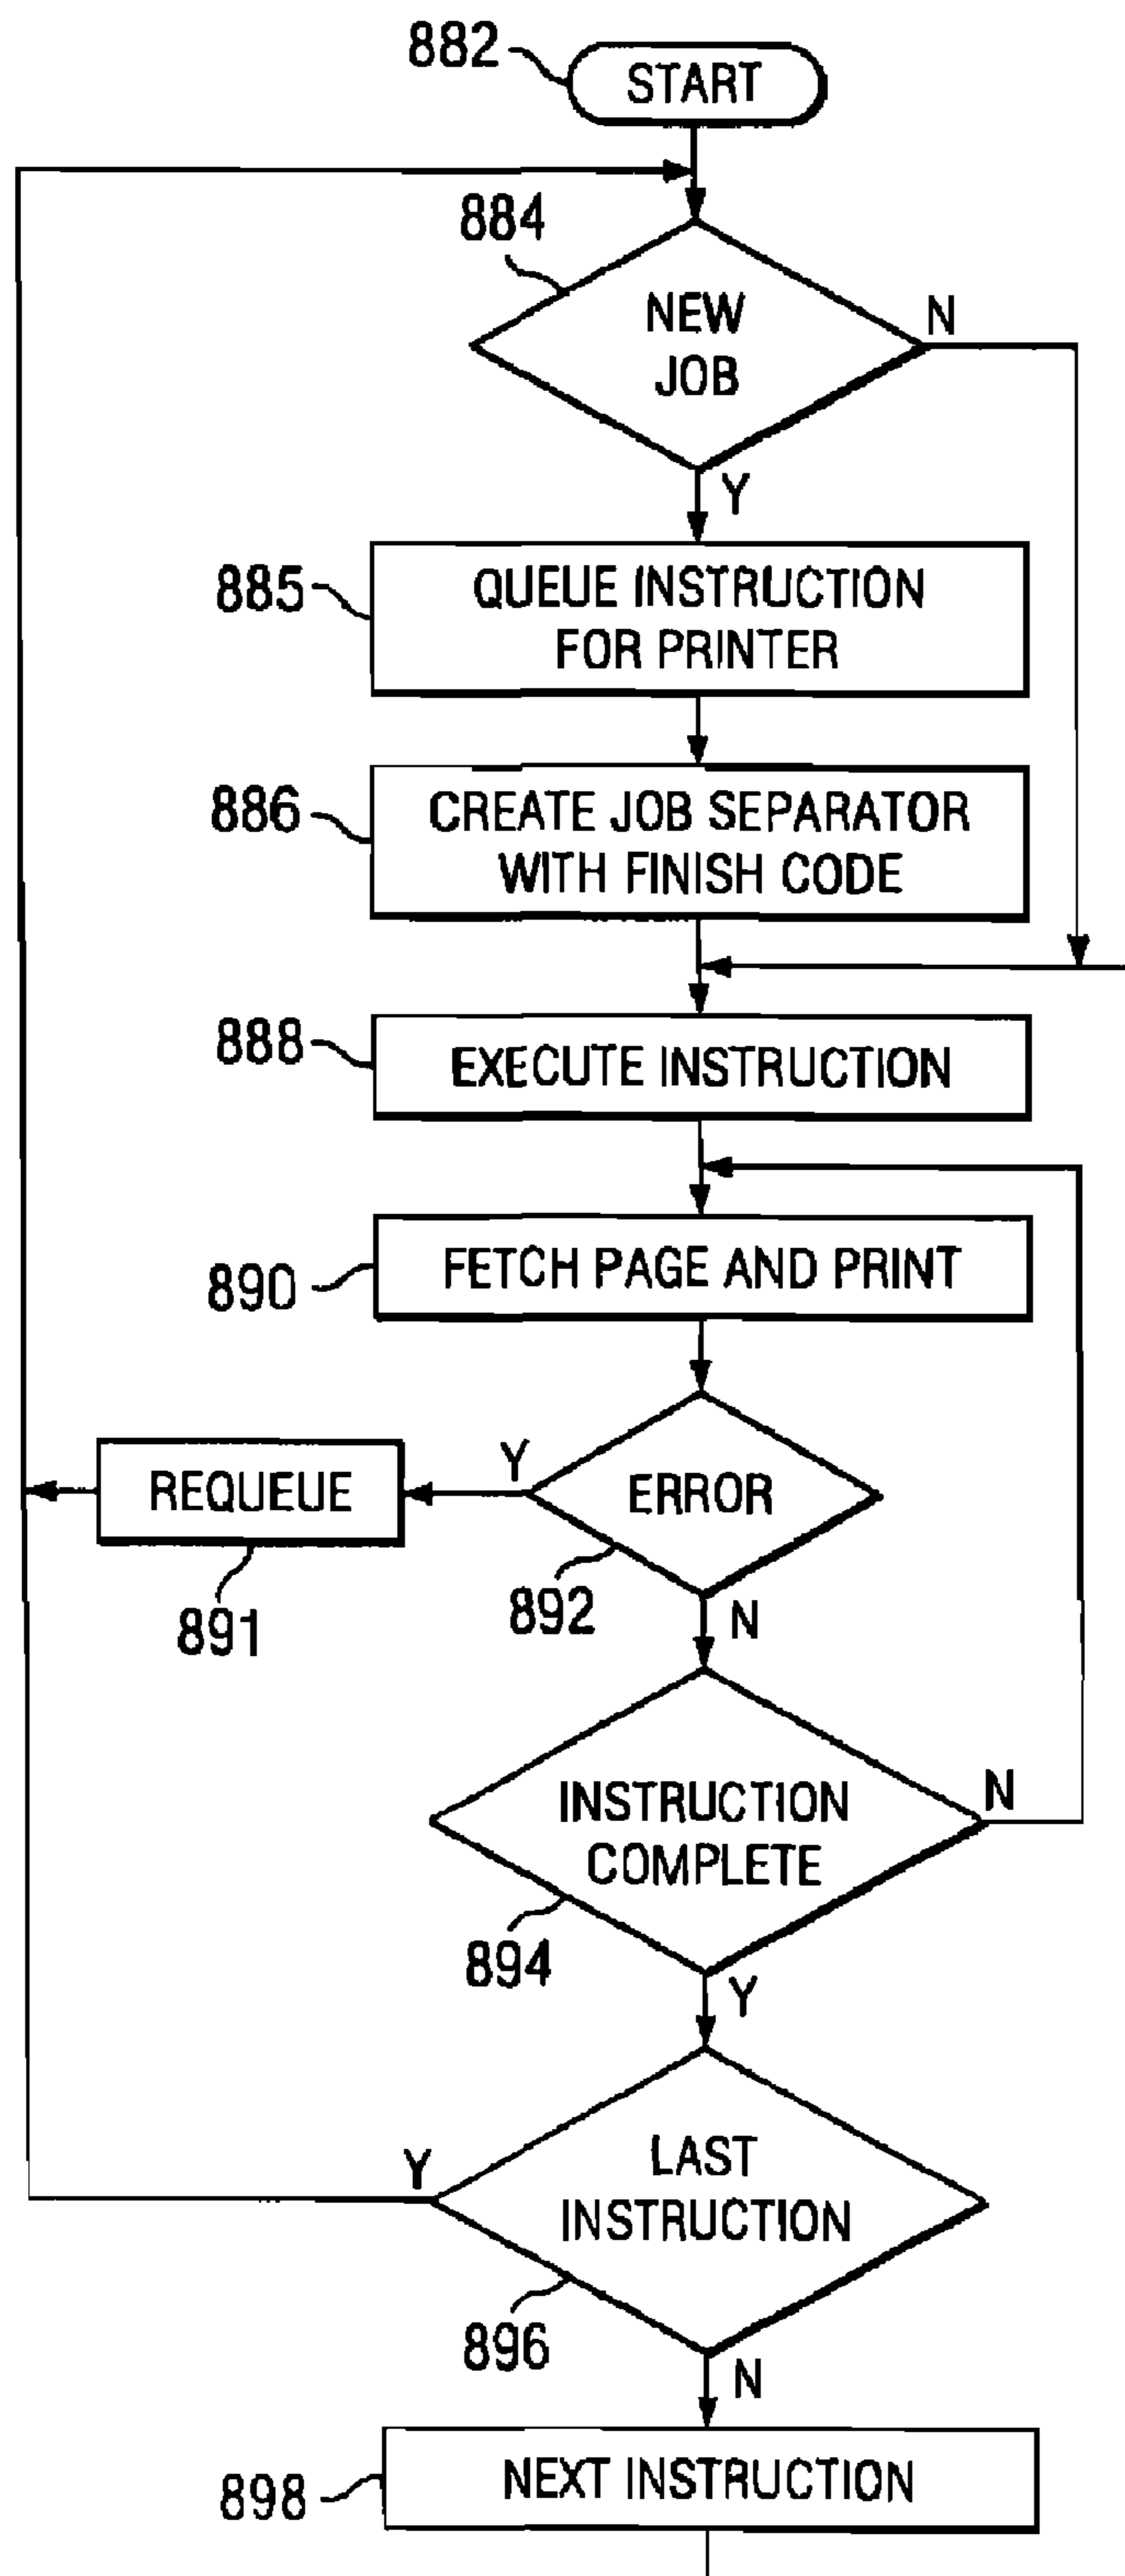 882
START
884
NEW
JOB
N
Y
885
QUEUE INSTRUCTION
FOR PRINTER
886
CREATE JOB SEPARATOR
WITH FINISH CODE
888
EXECUTE INSTRUCTION
890
FETCH PAGE AND PRINT
REQUEUE
891
Y
ERROR
892
N
INSTRUCTION
COMPLETE
N
894
Y
Y
LAST
INSTRUCTION
896
N
898
NEXT INSTRUCTION